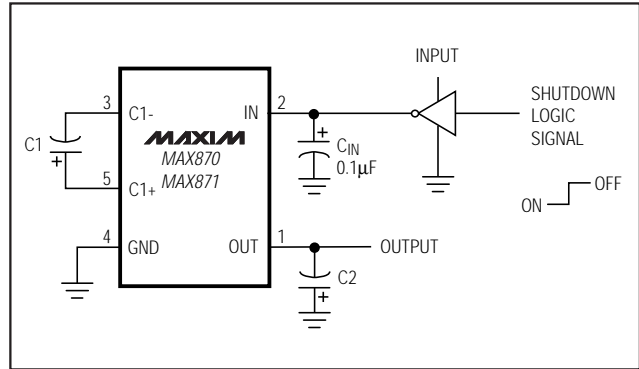 INPUT
SHUTDOWN
LOGIC
SIGNAL
3
C1-
IN
2
C1
+
MAXIM
MAX870
MAX871
+
CIN
0.1μF
5
C1+
ON
OFF
4
GND
OUT
1
OUTPUT
C2
+